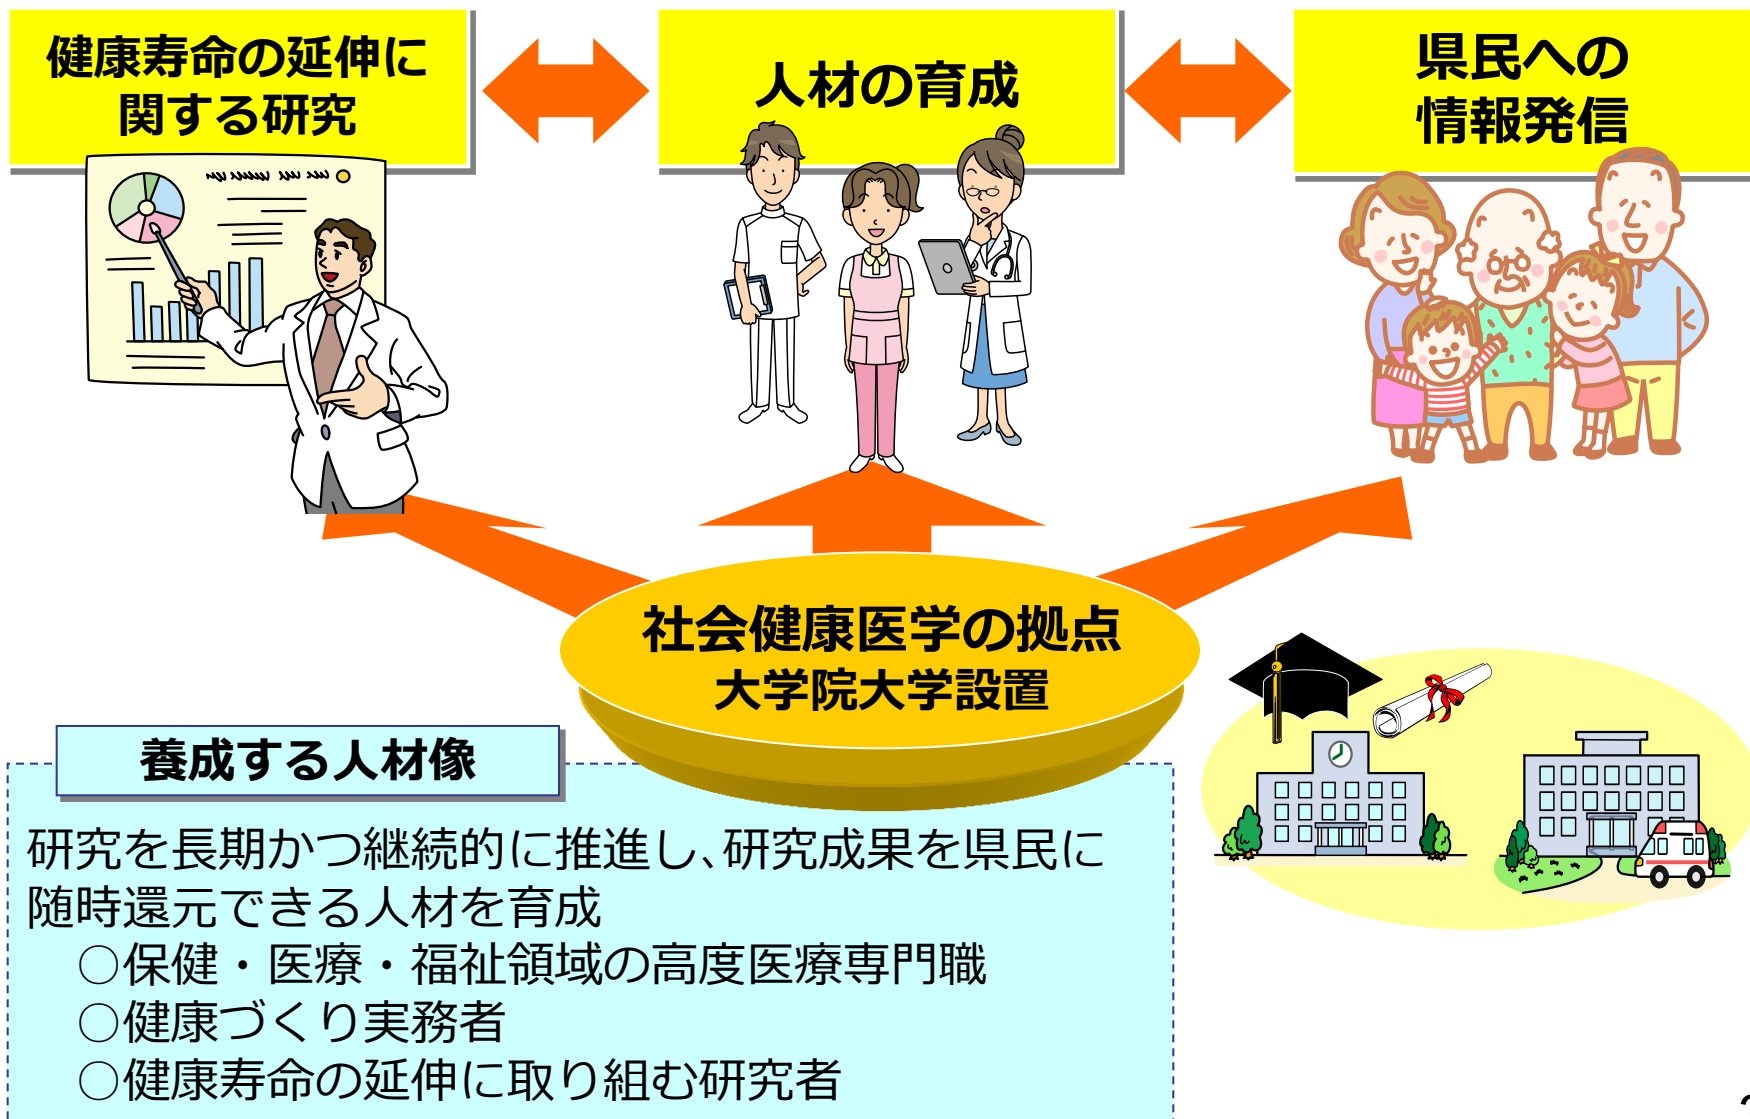 健康寿命の延伸に
関する研究
人材の育成
県民への
情報発信
社会健康医学の拠点
大学院大学設置
養成する人材像
研究を長期かつ継続的に推進し、研究成果を県民に
随時還元できる人材を育成
○保健・医療・福祉領域の高度医療専門職
○健康づくり実務者
○健康寿命の延伸に取り組む研究者